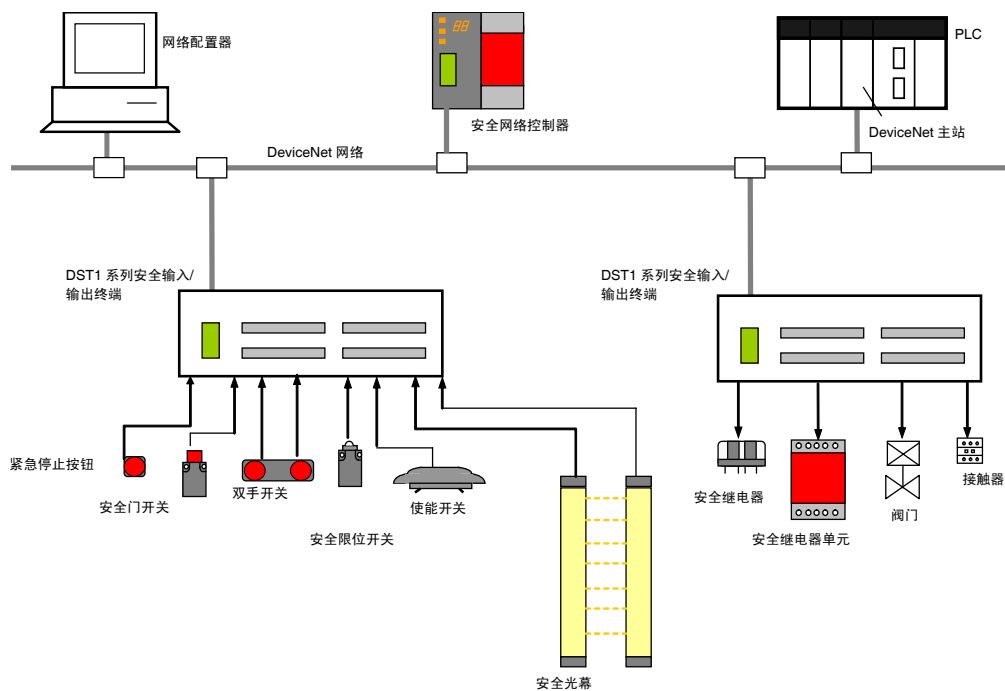 网络配置器
88
PLC
安全网络控制器
DeviceNet 主站
DeviceNet 网络
DST1 系列安全输入/
输出终端
DST1 系列安全输入/
输出终端
紧急停止按钮
安全门开关
双手开关
使能开关
安全限位开关
安全光幕
安全继电器
安全继电器单元
阀门
接触器